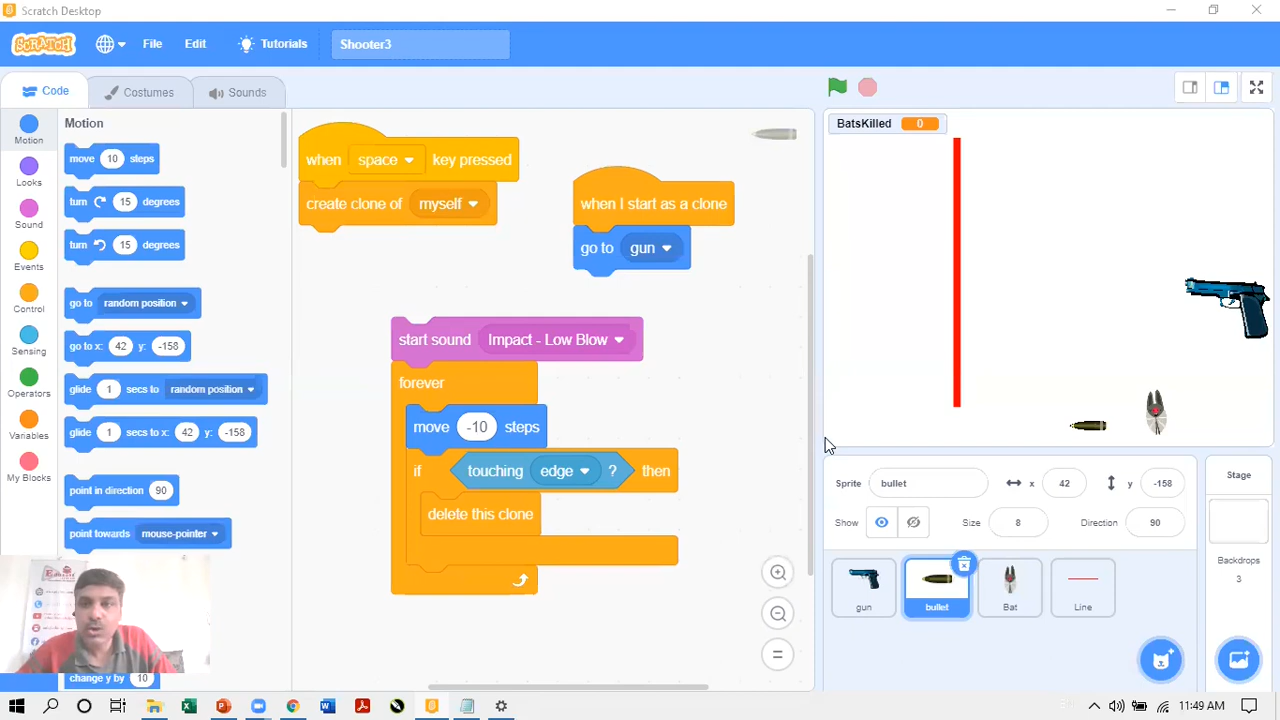 Scratch Desktop
SCRATCH
File
Edit
Tutorials
Shooter3
Code
Costumes
Sounds
Motion
Looks
Sound
Events
Control
Sensing
Operators
Variables
My Blocks
Motion
move 10 steps
turn 15 degrees
turn 15 degrees
go to random position
go to x: 42 y: -158
glide 1 secs to random position
glide 1 secs to x: 42 y: -158
point in direction 90
point towards mouse-pointer
change y by 10
when space key pressed
create clone of myself
when I start as a clone
go to gun
start sound Impact - Low Blow
forever
move -10 steps
if touching edge ? then
delete this clone
BatsKilled 0
Sprite bullet x 42 y -158
Show Size 8 Direction 90
gun
bullet
Bat
Line
Stage
Backdrops
3
11:49 AM